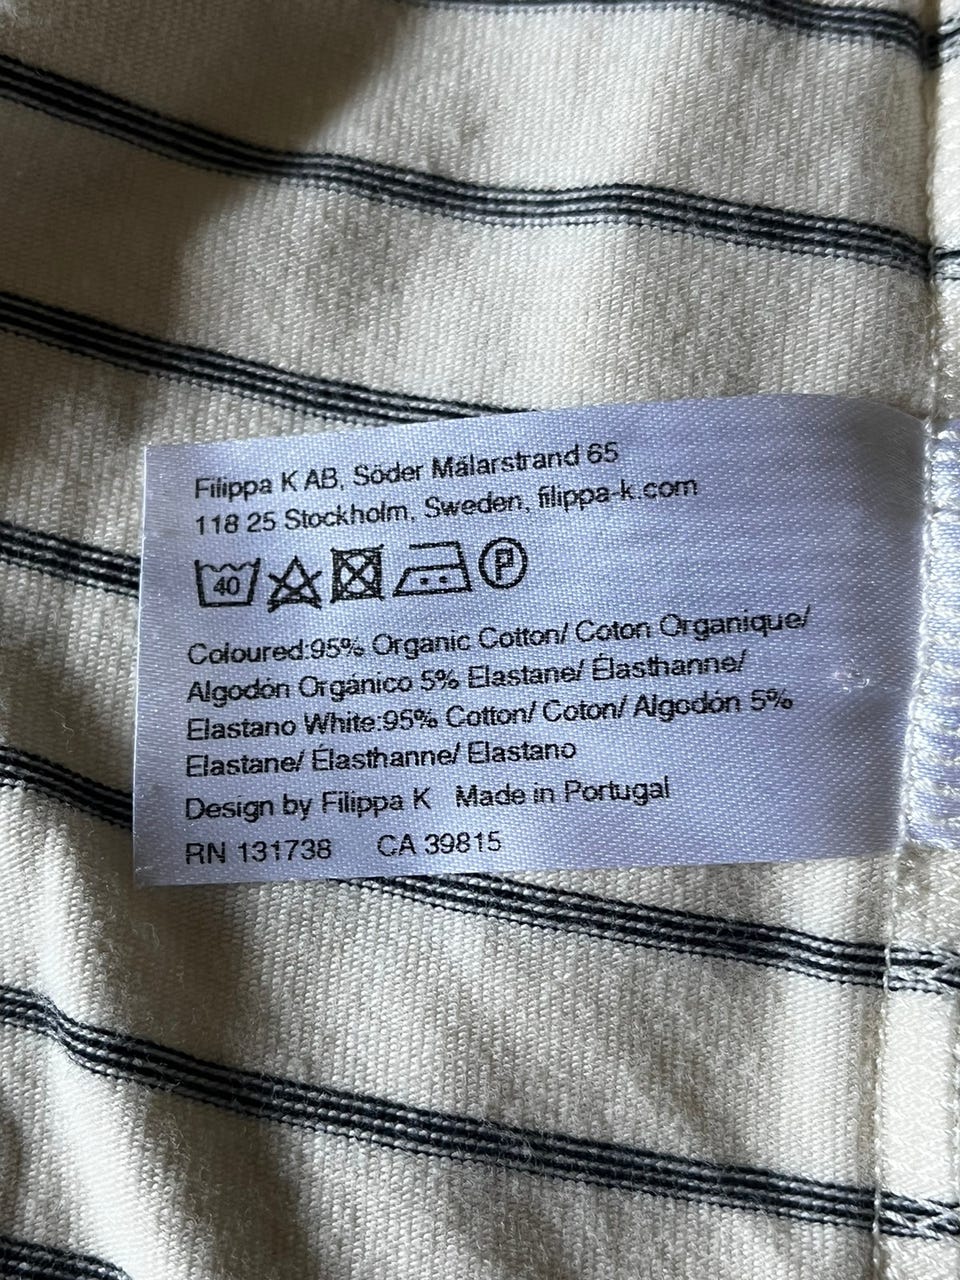 Filippa K AB, Söder Mälarstrand 65
118 25 Stockholm, Sweden, filippa-k.com
40 P
Coloured:95% Organic Cotton/ Coton Organique/
Algodón Orgánico 5% Elastane/ Élasthanne/
Elastano White:95% Cotton/ Coton/ Algodón 5%
Elastane/ Élasthanne/ Elastano
Design by Filippa K Made in Portugal
RN 131738 CA 39815